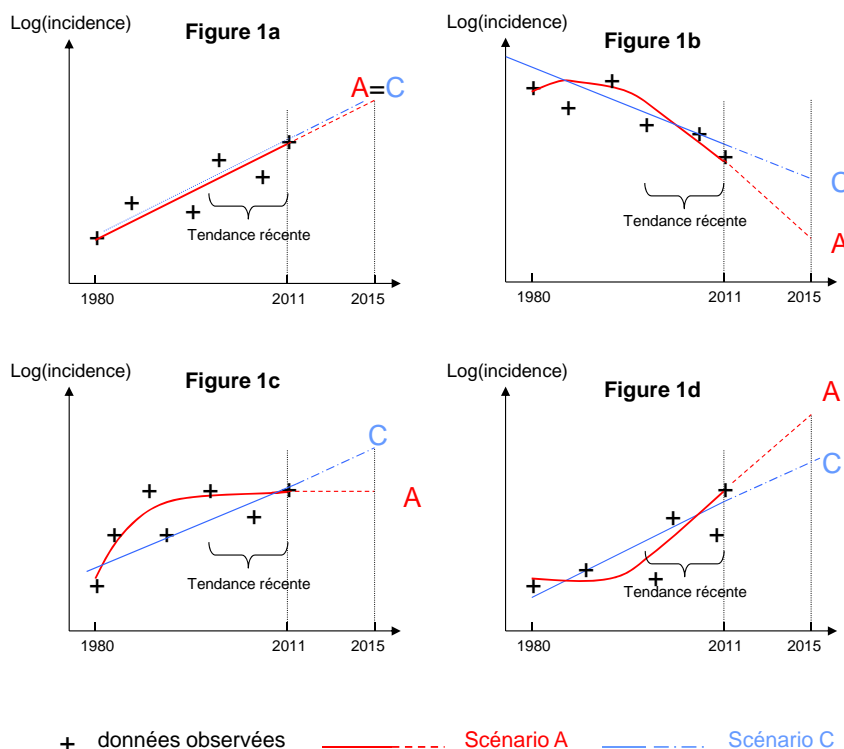 Log(incidence)
Figure 1a
A=C
Tendance récente
1980
2011
2015
Log(incidence)
Figure 1b
C
A
Tendance récente
1980
2011
2015
Log(incidence)
Figure 1c
C
A
Tendance récente
1980
2011
2015
Log(incidence)
Figure 1d
A
C
Tendance récente
1980
2011
2015
+ données observées Scénario A Scénario C